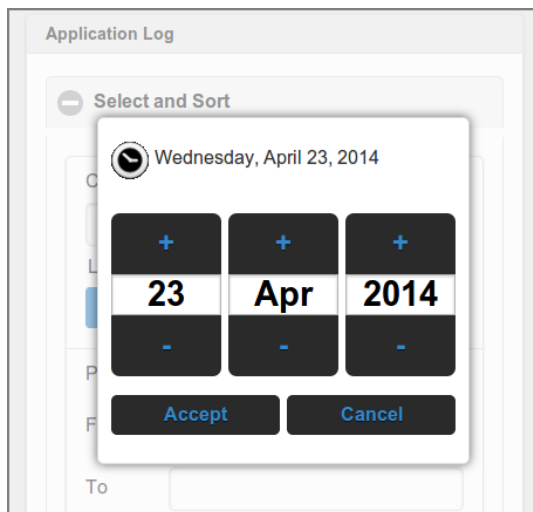 Application Log
Select and Sort
Wednesday, April 23, 2014
+ + +
23 Apr 2014
- - -
Accept Cancel
To